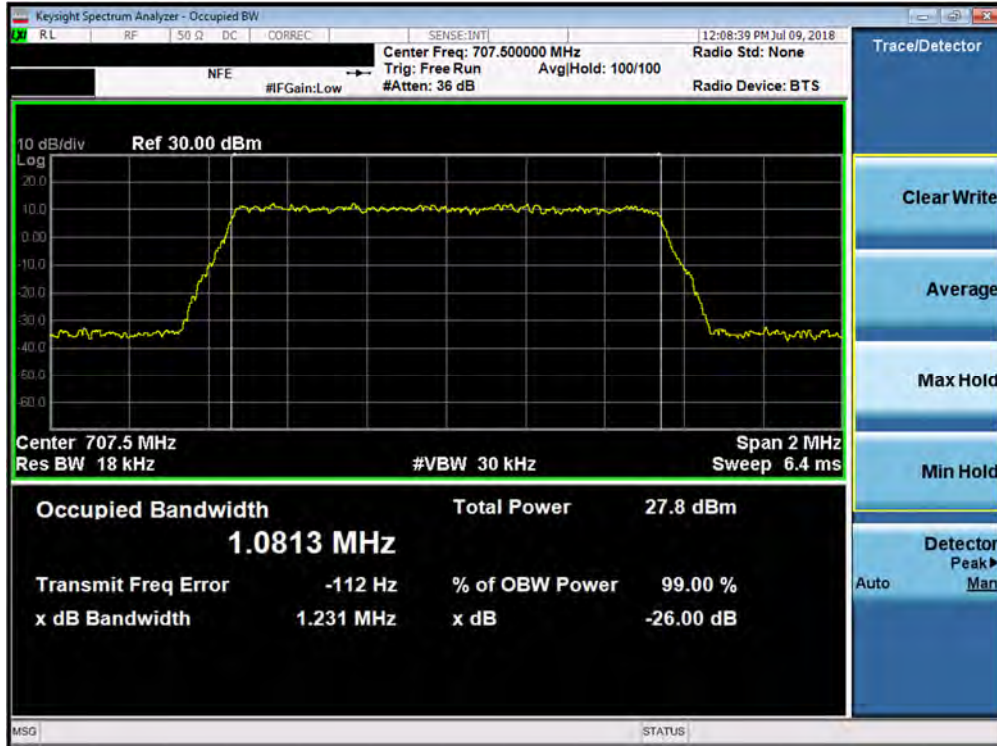 Keysight Spectrum Analyzer - Occupied BW
LXI RL RF 50 Ω DC CORREC SENSE:INT 12:08:39 PM Jul 09, 2018
Center Freq: 707.500000 MHz Radio Std: None
NFE Trig: Free Run Avg|Hold: 100/100
#IFGain:Low #Atten: 36 dB Radio Device: BTS
Trace/Detector
10 dB/div Ref 30.00 dBm
Log
20.0
10.0
0.00
-10.0
-20.0
-30.0
-40.0
-50.0
-60.0
Center 707.5 MHz Span 2 MHz
Res BW 18 kHz #VBW 30 kHz Sweep 6.4 ms
Occupied Bandwidth Total Power 27.8 dBm
1.0813 MHz
Transmit Freq Error -112 Hz % of OBW Power 99.00 %
x dB Bandwidth 1.231 MHz x dB -26.00 dB
Clear Write
Average
Max Hold
Min Hold
Detector
Peak▶
Auto Man
MSG STATUS